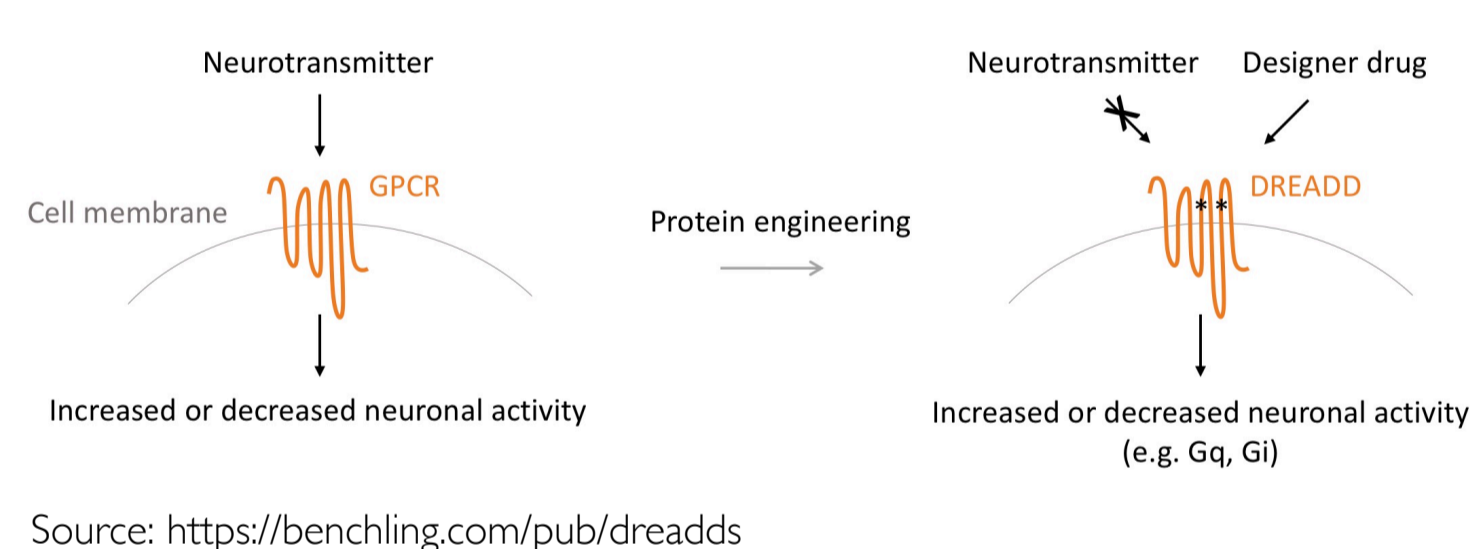 Neurotransmitter
GPCR
Cell membrane
Increased or decreased neuronal activity
Protein engineering
Neurotransmitter
Designer drug
DREADD
* *
Increased or decreased neuronal activity
(e.g. Gq, Gi)
Source: https://benchling.com/pub/dreadds